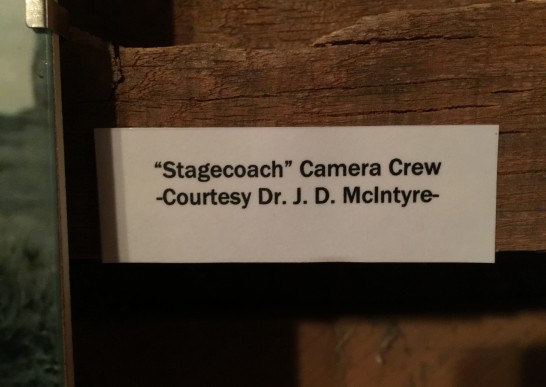 “Stagecoach” Camera Crew
-Courtesy Dr. J. D. McIntyre-